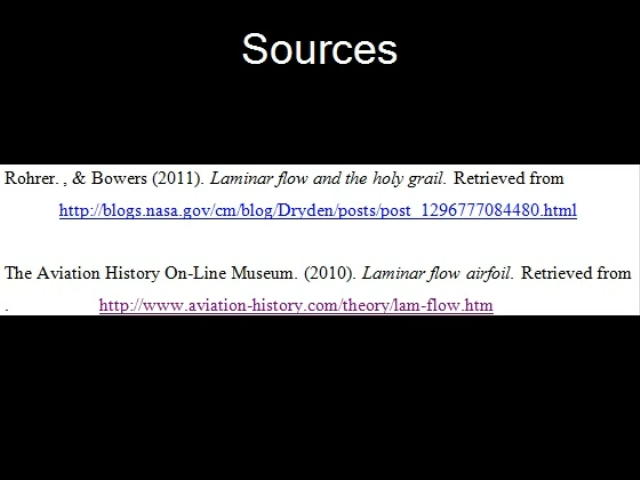 Sources
Rohrer. , & Bowers (2011). Laminar flow and the holy grail. Retrieved from
http://blogs.nasa.gov/cm/blog/Dryden/posts/post_1296777084480.html
The Aviation History On-Line Museum. (2010). Laminar flow airfoil. Retrieved from
. http://www.aviation-history.com/theory/lam-flow.htm